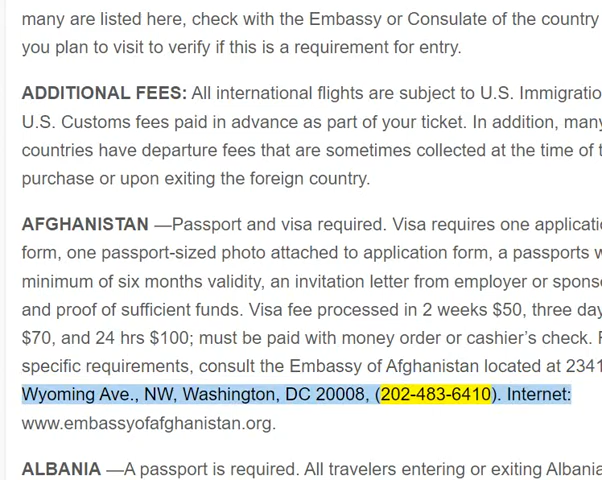 many are listed here, check with the Embassy or Consulate of the country
you plan to visit to verify if this is a requirement for entry.
ADDITIONAL FEES: All international flights are subject to U.S.
U.S. Customs fees paid in advance as part of your ticket. In addition, many
countries have departure fees that are sometimes collected at the time of
purchase or upon exiting the foreign country.
AFGHANISTAN —Passport and visa required. Visa requires one
form, one passport-sized photo attached to application form, a passports
minimum of six months validity, an invitation letter from employer or
and proof of sufficient funds. Visa fee processed in 2 weeks $50, three
$70, and 24 hrs $100; must be paid with money order or cashier’s check.
specific requirements, consult the Embassy of Afghanistan located at 2341
Wyoming Ave., NW, Washington, DC 20008, (202-483-6410). Internet:
www.embassyofafghanistan.org.
ALBANIA —A passport is required. All travelers entering or exiting Albania